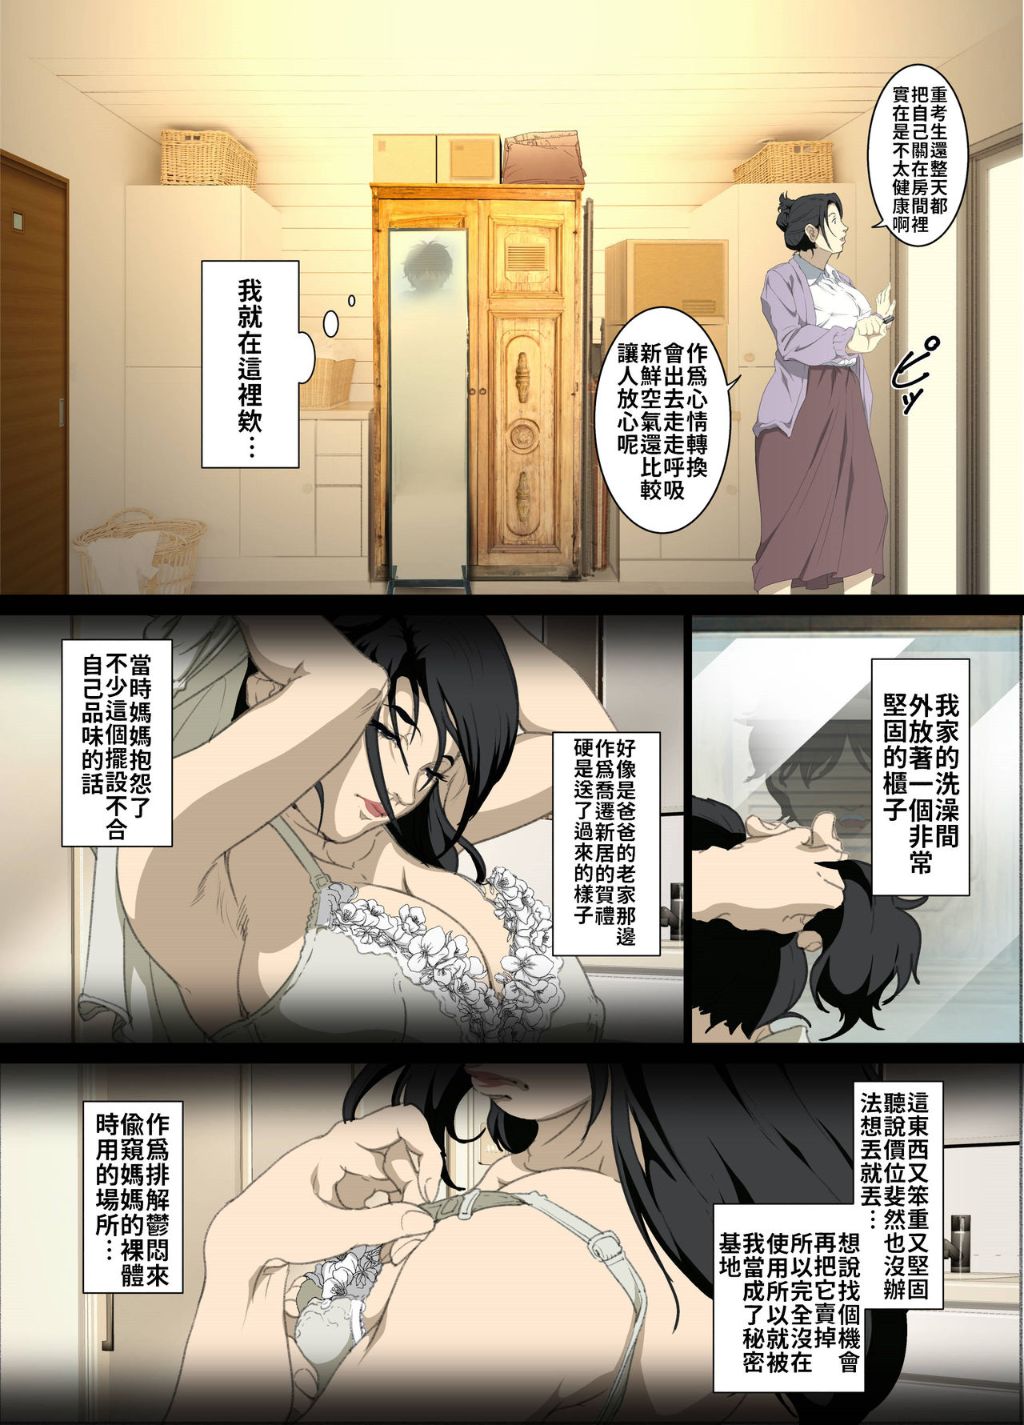 重考生還整天都
把自己關在房間裡
實在是不太健康啊
ピッ
作為心情轉換
會出去走走呼吸
新鮮空氣還比較
讓人放心呢
我就在這裡欸…
我家的洗澡間
外放著一個非常
堅固的櫃子
好像是爸爸的老家那邊
作為喬遷新居的賀禮
硬是送了過來的樣子
當時媽媽抱怨了
不少這個擺設不合
自己品味的話
這東西又笨重又堅固
聽說價位斐然也沒辦
法想丟就丟…
想說找個機會
再把它賣掉
所以完全沒在
使用所以就被
我當成了秘密
基地
作為排解鬱悶來
偷窺媽媽的裸體
時用的場所…